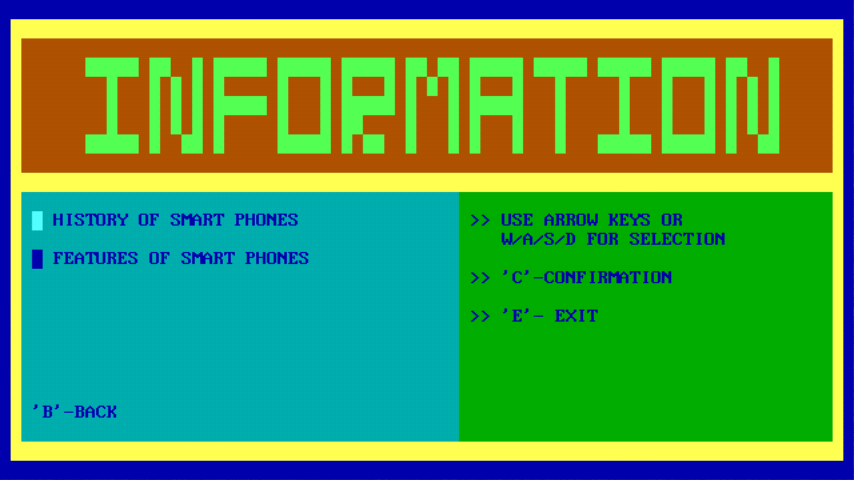 INFORMATION
HISTORY OF SMART PHONES
FEATURES OF SMART PHONES
'B'-BACK
>> USE ARROW KEYS OR
W/A/S/D FOR SELECTION
>> 'C'-CONFIRMATION
>> 'E'- EXIT